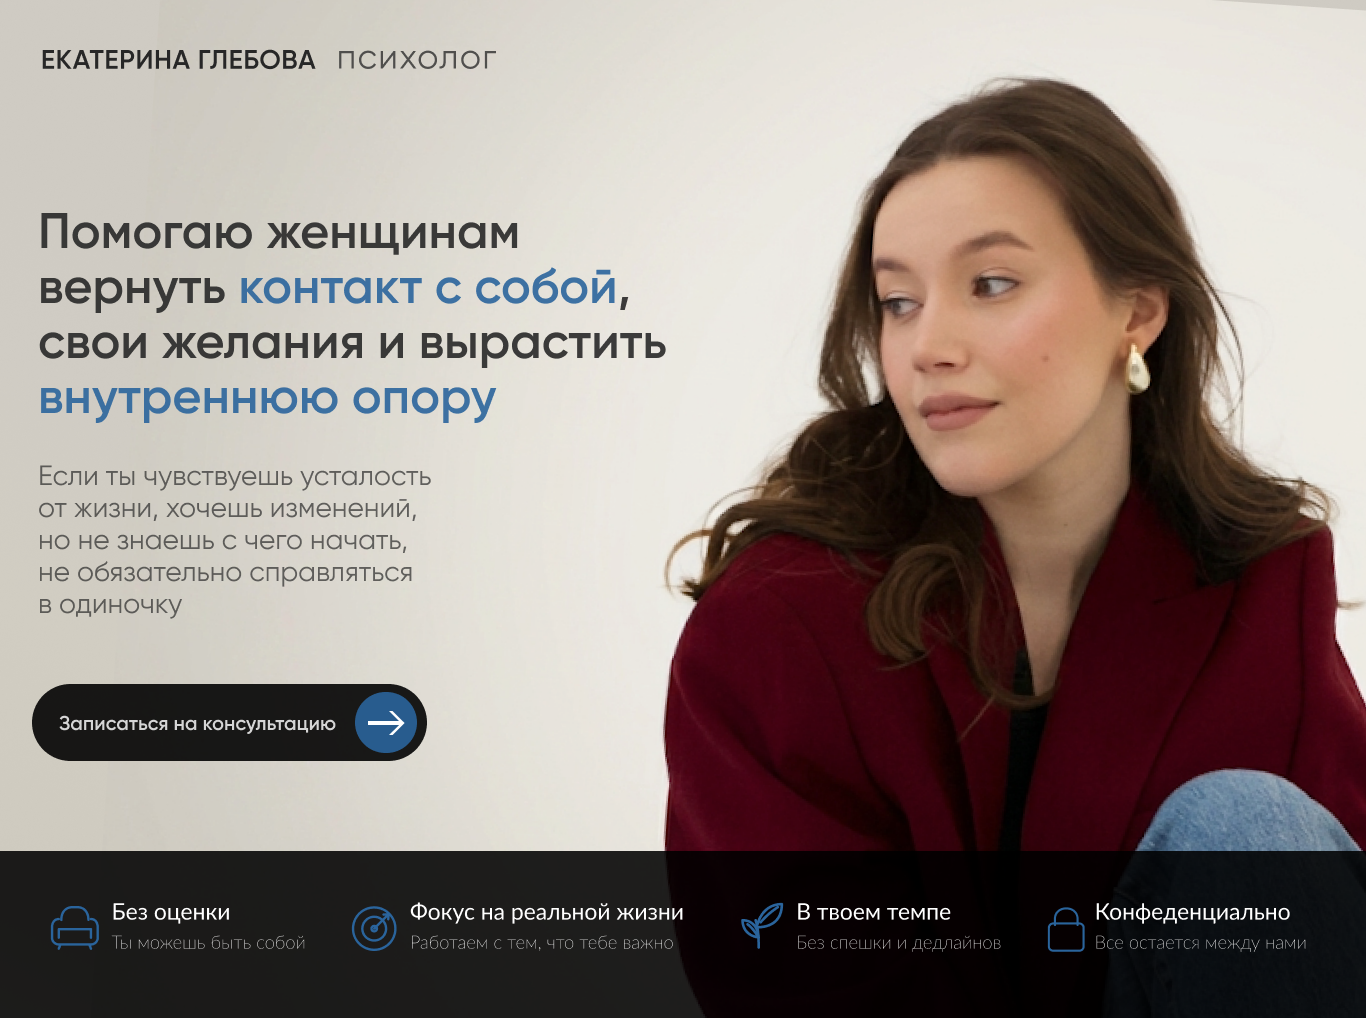 ЕКАТЕРИНА ГЛЕБОВА ПСИХОЛОГ
Помогаю женщинам
вернуть контакт с собой,
свои желания и вырастить
внутреннюю опору
Если ты чувствуешь усталость
от жизни, хочешь изменений,
но не знаешь с чего начать,
не обязательно справляться
в одиночку
Записаться на консультацию
Без оценки
Ты можешь быть собой
Фокус на реальной жизни
Работаем с тем, что тебе важно
В твоем темпе
Без спешки и дедлайнов
Конфеденциально
Все остается между нами